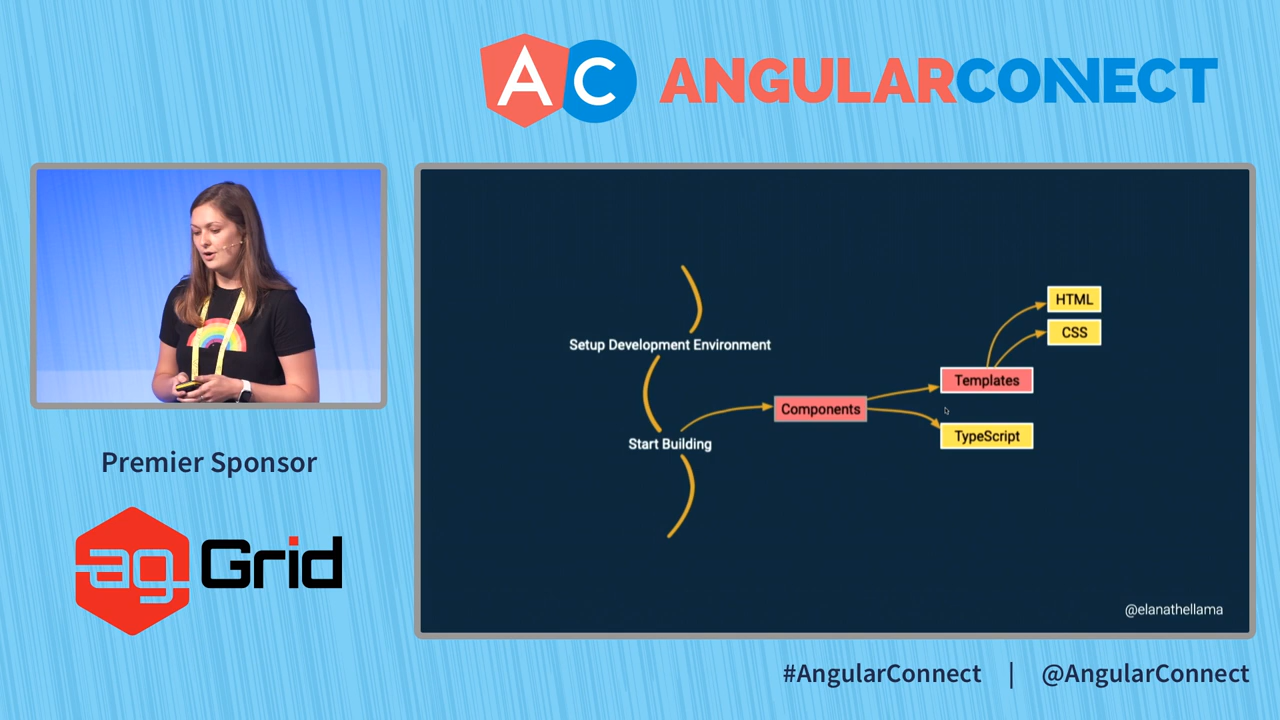 AC ANGULARCONNECT
Setup Development Environment
Start Building
Components
Templates
HTML
CSS
TypeScript
@elanathellama
Premier Sponsor
ag Grid
#AngularConnect | @AngularConnect